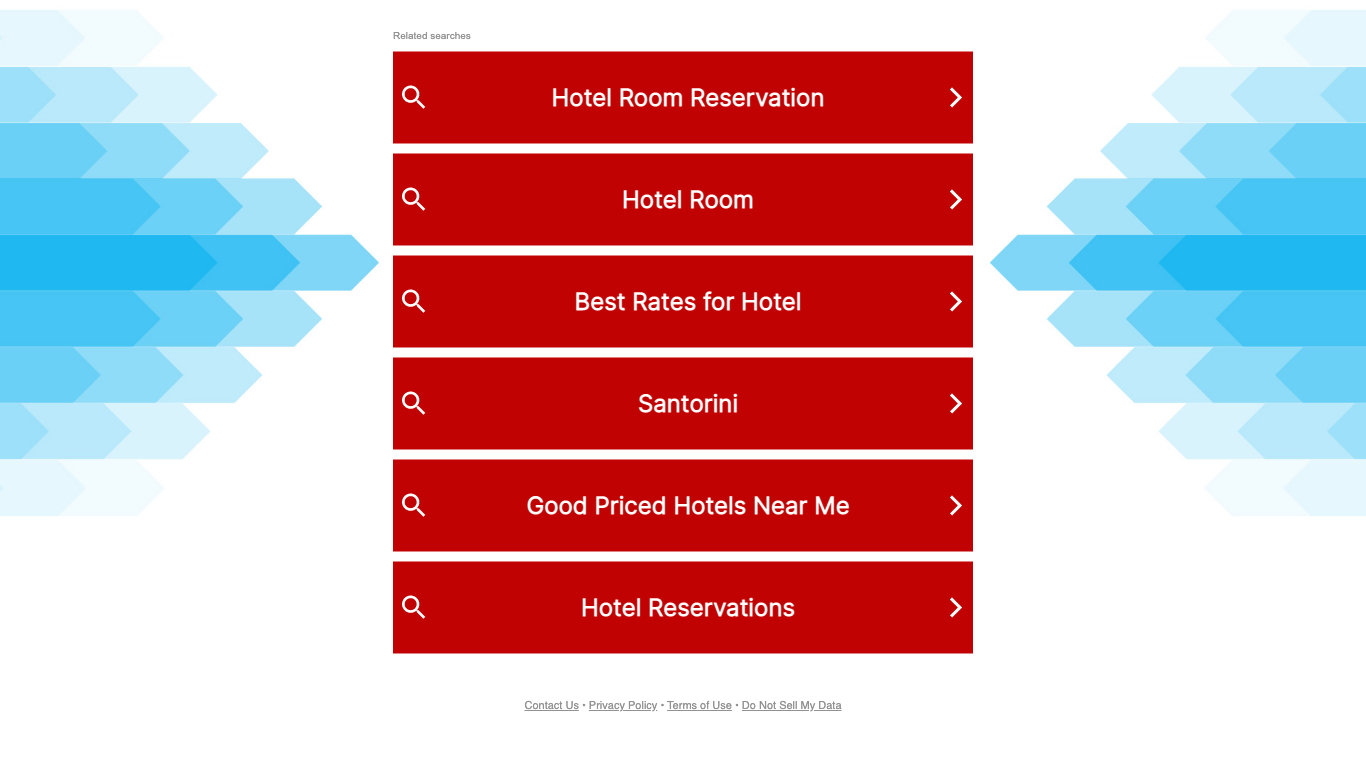 Related searches
Hotel Room Reservation
Hotel Room
Best Rates for Hotel
Santorini
Good Priced Hotels Near Me
Hotel Reservations
Contact Us • Privacy Policy • Terms of Use • Do Not Sell My Data